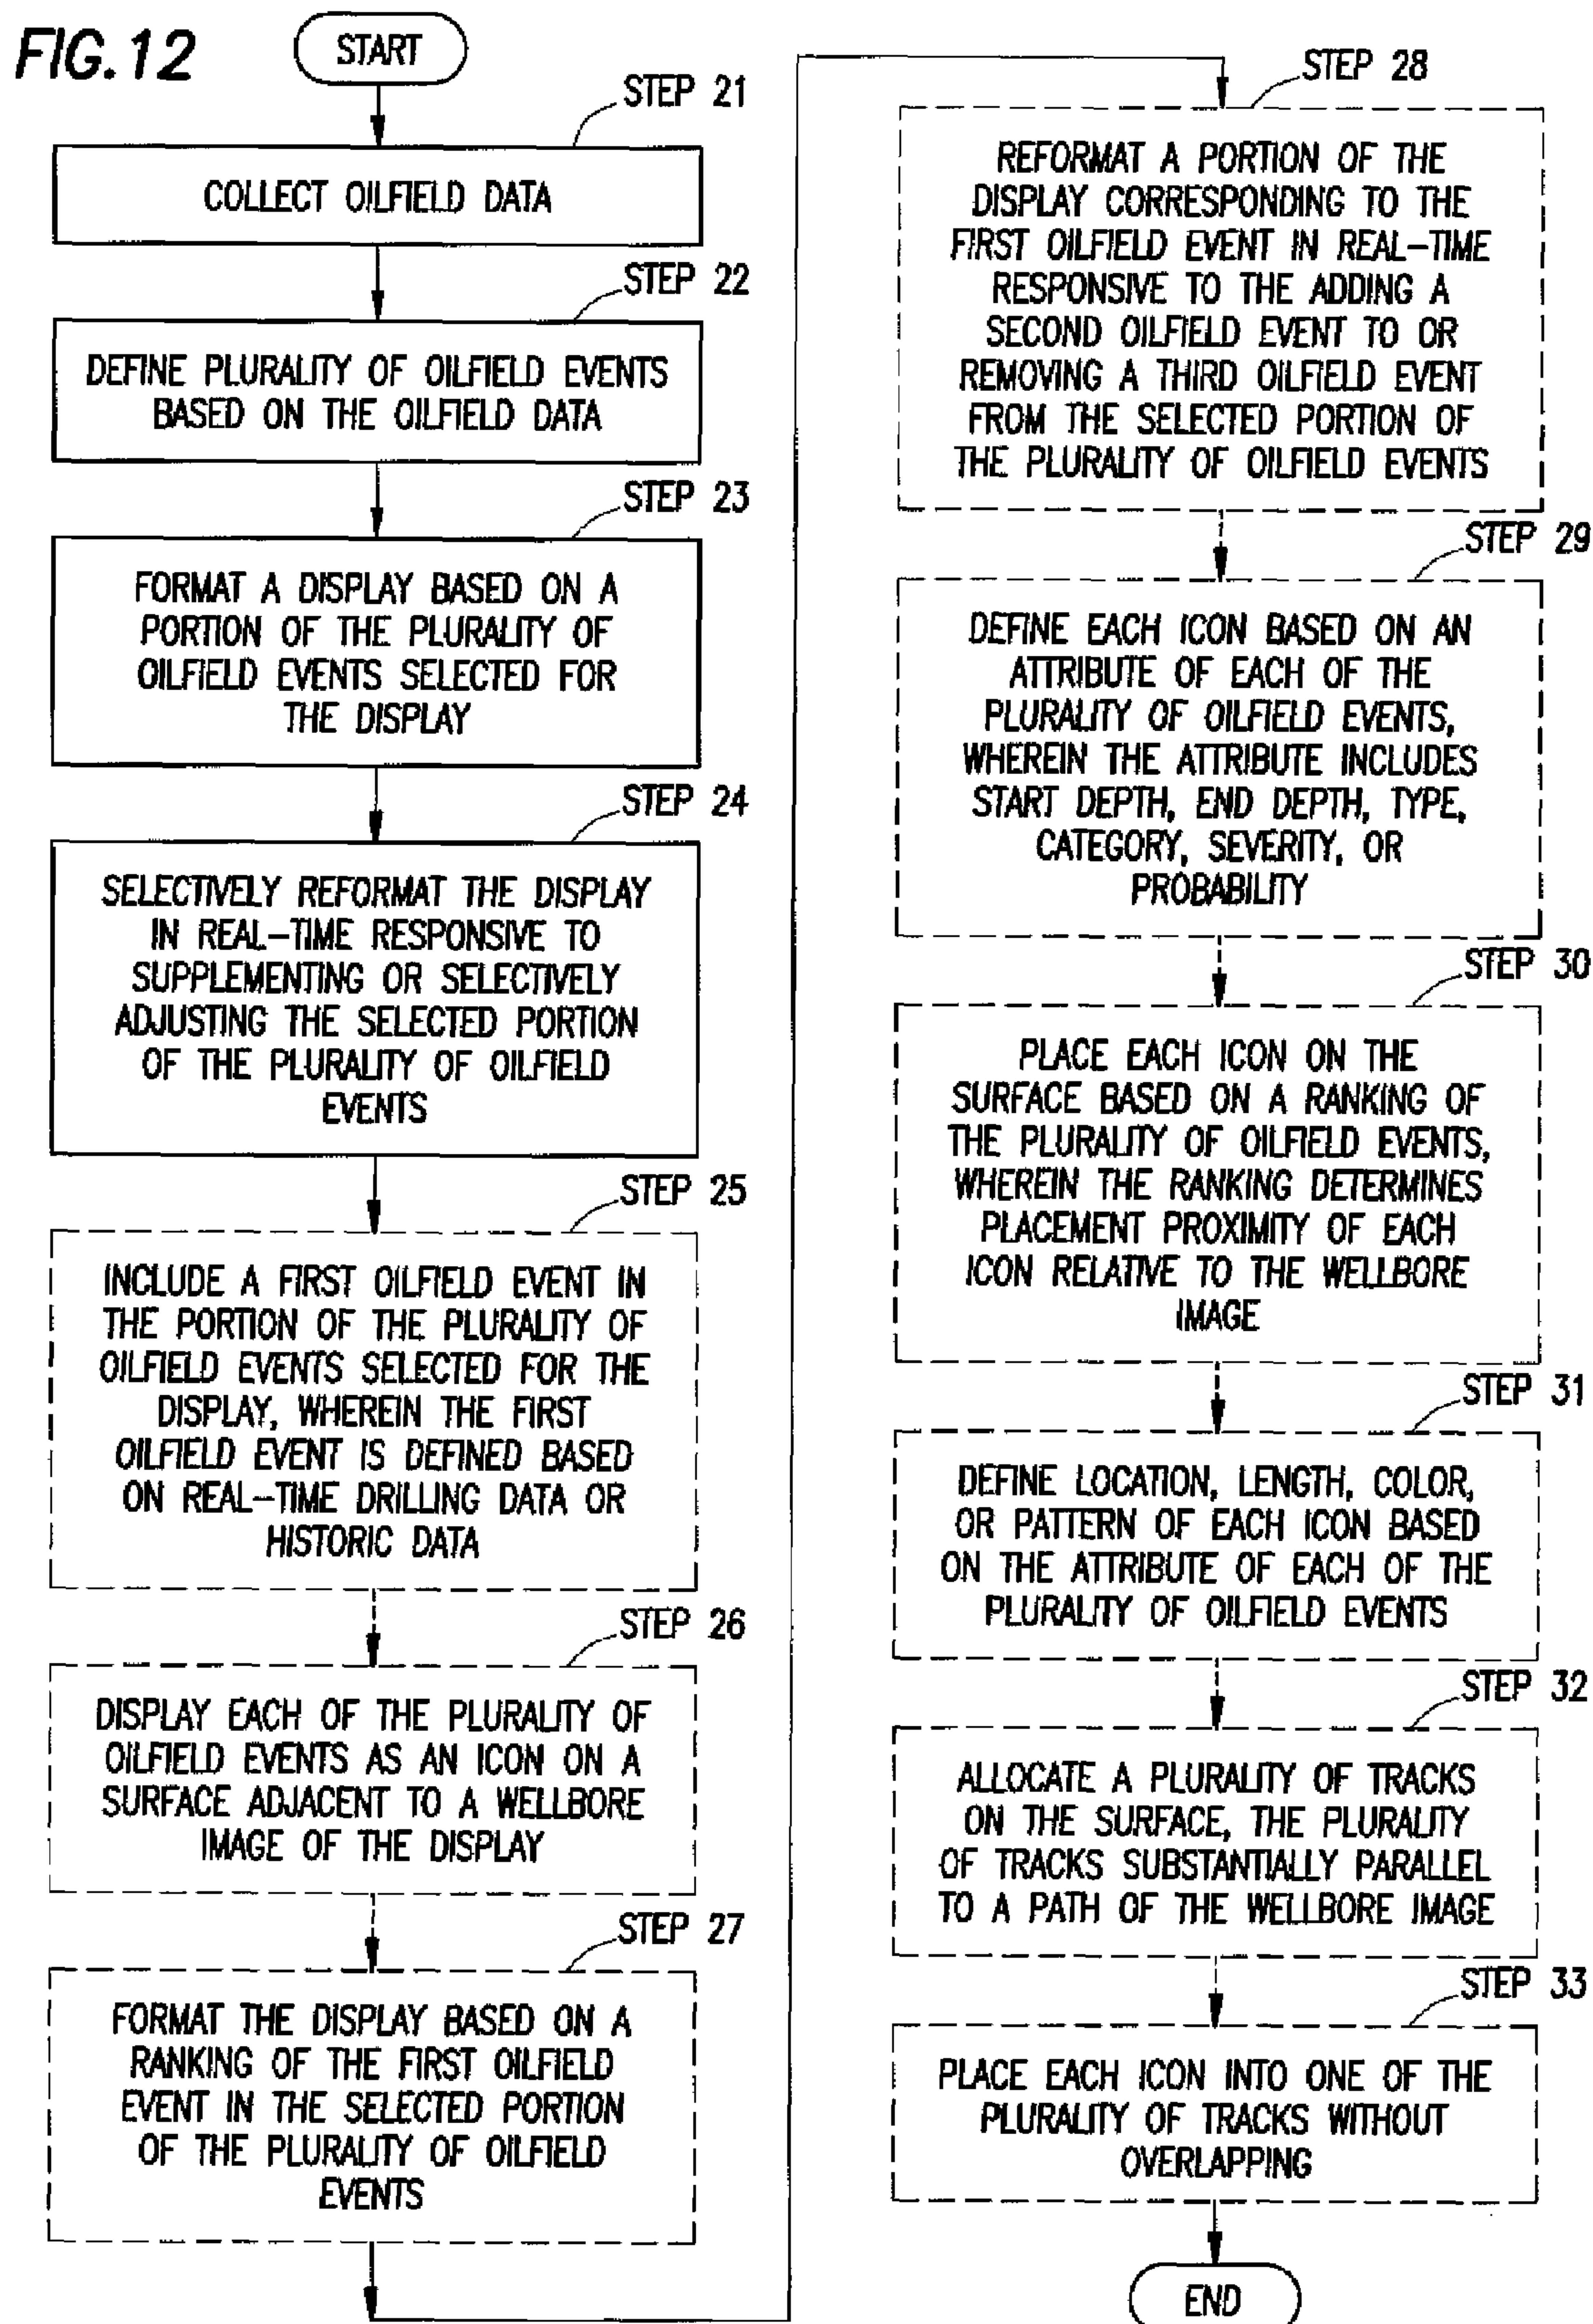 FIG. 12
START
STEP 21
COLLECT OILFIELD DATA
STEP 22
DEFINE PLURALITY OF OILFIELD EVENTS
BASED ON THE OILFIELD DATA
STEP 23
FORMAT A DISPLAY BASED ON A
PORTION OF THE PLURALITY OF
OILFIELD EVENTS SELECTED FOR
THE DISPLAY
STEP 24
SELECTIVELY REFORMAT THE DISPLAY
IN REAL-TIME RESPONSIVE TO
SUPPLEMENTING OR SELECTIVELY
ADJUSTING THE SELECTED PORTION
OF THE PLURALITY OF OILFIELD
EVENTS
STEP 25
INCLUDE A FIRST OILFIELD EVENT IN
THE PORTION OF THE PLURALITY OF
OILFIELD EVENTS SELECTED FOR THE
DISPLAY, WHEREIN THE FIRST
OILFIELD EVENT IS DEFINED BASED
ON REAL-TIME DRILLING DATA OR
HISTORIC DATA
STEP 26
DISPLAY EACH OF THE PLURALITY OF
OILFIELD EVENTS AS AN ICON ON A
SURFACE ADJACENT TO A WELLBORE
IMAGE OF THE DISPLAY
STEP 27
FORMAT THE DISPLAY BASED ON A
RANKING OF THE FIRST OILFIELD
EVENT IN THE SELECTED PORTION
OF THE PLURALITY OF OILFIELD
EVENTS
STEP 28
REFORMAT A PORTION OF THE
DISPLAY CORRESPONDING TO THE
FIRST OILFIELD EVENT IN REAL-TIME
RESPONSIVE TO THE ADDING A
SECOND OILFIELD EVENT TO OR
REMOVING A THIRD OILFIELD EVENT
FROM THE SELECTED PORTION OF
THE PLURALITY OF OILFIELD EVENTS
STEP 29
DEFINE EACH ICON BASED ON AN
ATTRIBUTE OF EACH OF THE
PLURALITY OF OILFIELD EVENTS,
WHEREIN THE ATTRIBUTE INCLUDES
START DEPTH, END DEPTH, TYPE,
CATEGORY, SEVERITY, OR
PROBABILITY
STEP 30
PLACE EACH ICON ON THE
SURFACE BASED ON A RANKING OF
THE PLURALITY OF OILFIELD EVENTS,
WHEREIN THE RANKING DETERMINES
PLACEMENT PROXIMITY OF EACH
ICON RELATIVE TO THE WELLBORE
IMAGE
STEP 31
DEFINE LOCATION, LENGTH, COLOR,
OR PATTERN OF EACH ICON BASED
ON THE ATTRIBUTE OF EACH OF THE
PLURALITY OF OILFIELD EVENTS
STEP 32
ALLOCATE A PLURALITY OF TRACKS
ON THE SURFACE, THE PLURALITY
OF TRACKS SUBSTANTIALLY PARALLEL
TO A PATH OF THE WELLBORE IMAGE
STEP 33
PLACE EACH ICON INTO ONE OF THE
PLURALITY OF TRACKS WITHOUT
OVERLAPPING
END